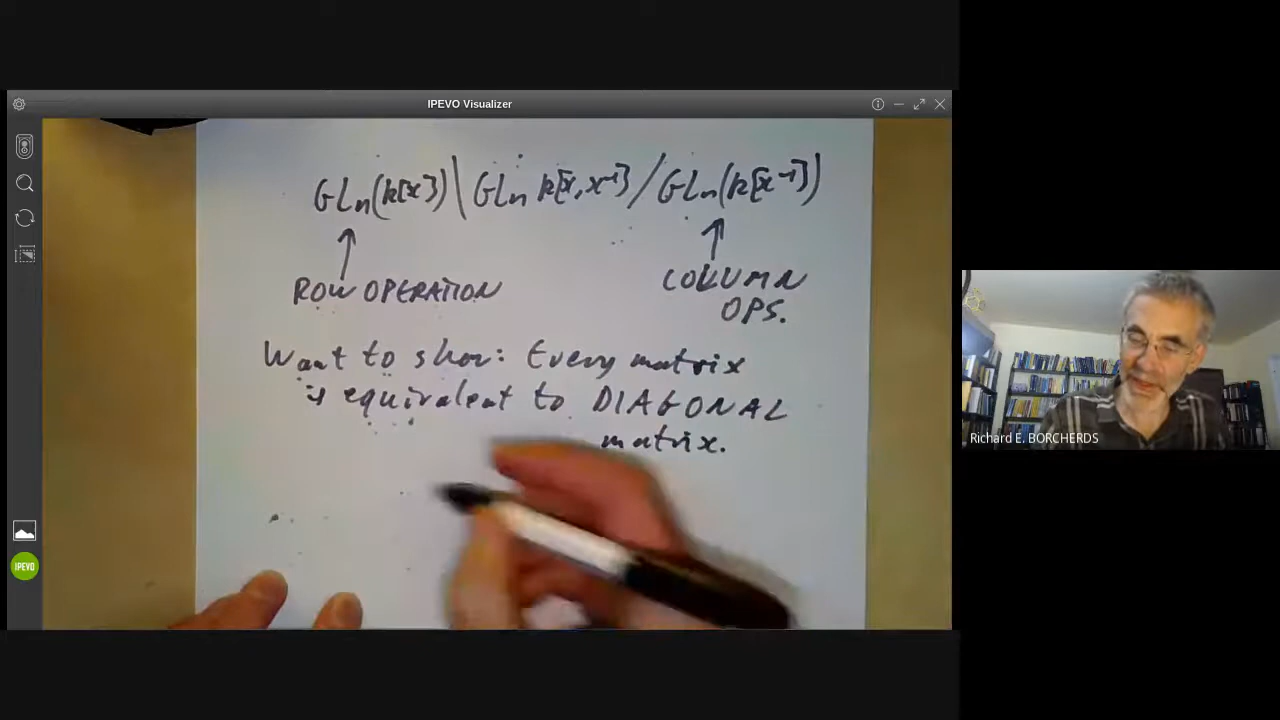 IPEVO Visualizer
GLn(k[x])\GLn k[x,x⁻¹]/GLn(k[x⁻¹])
ROW OPERATION
COLUMN
OPS.
Want to show: Every matrix
is equivalent to DIAGONAL
matrix.
Richard E. BORCHERDS
IPEVO